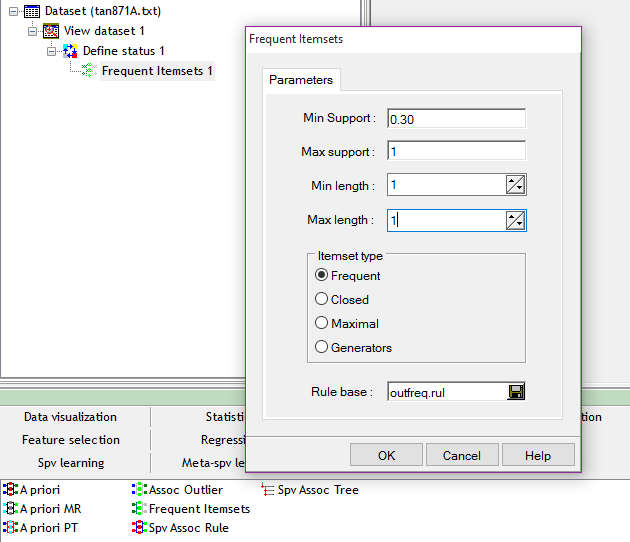 Dataset (tan871A.txt)
View dataset 1
Define status 1
Frequent Itemsets 1
Frequent Itemsets
Parameters
Min Support : 0.30
Max support : 1
Min length : 1
Max length : 1
Itemset type
Frequent
Closed
Maximal
Generators
Rule base : outfreq.rul
OK Cancel Help
Data visualization Statisti
Feature selection Regressi
Spv learning Meta-spv le
A priori Assoc Outlier Spv Assoc Tree
A priori MR Frequent Itemsets
A priori PT Spv Assoc Rule